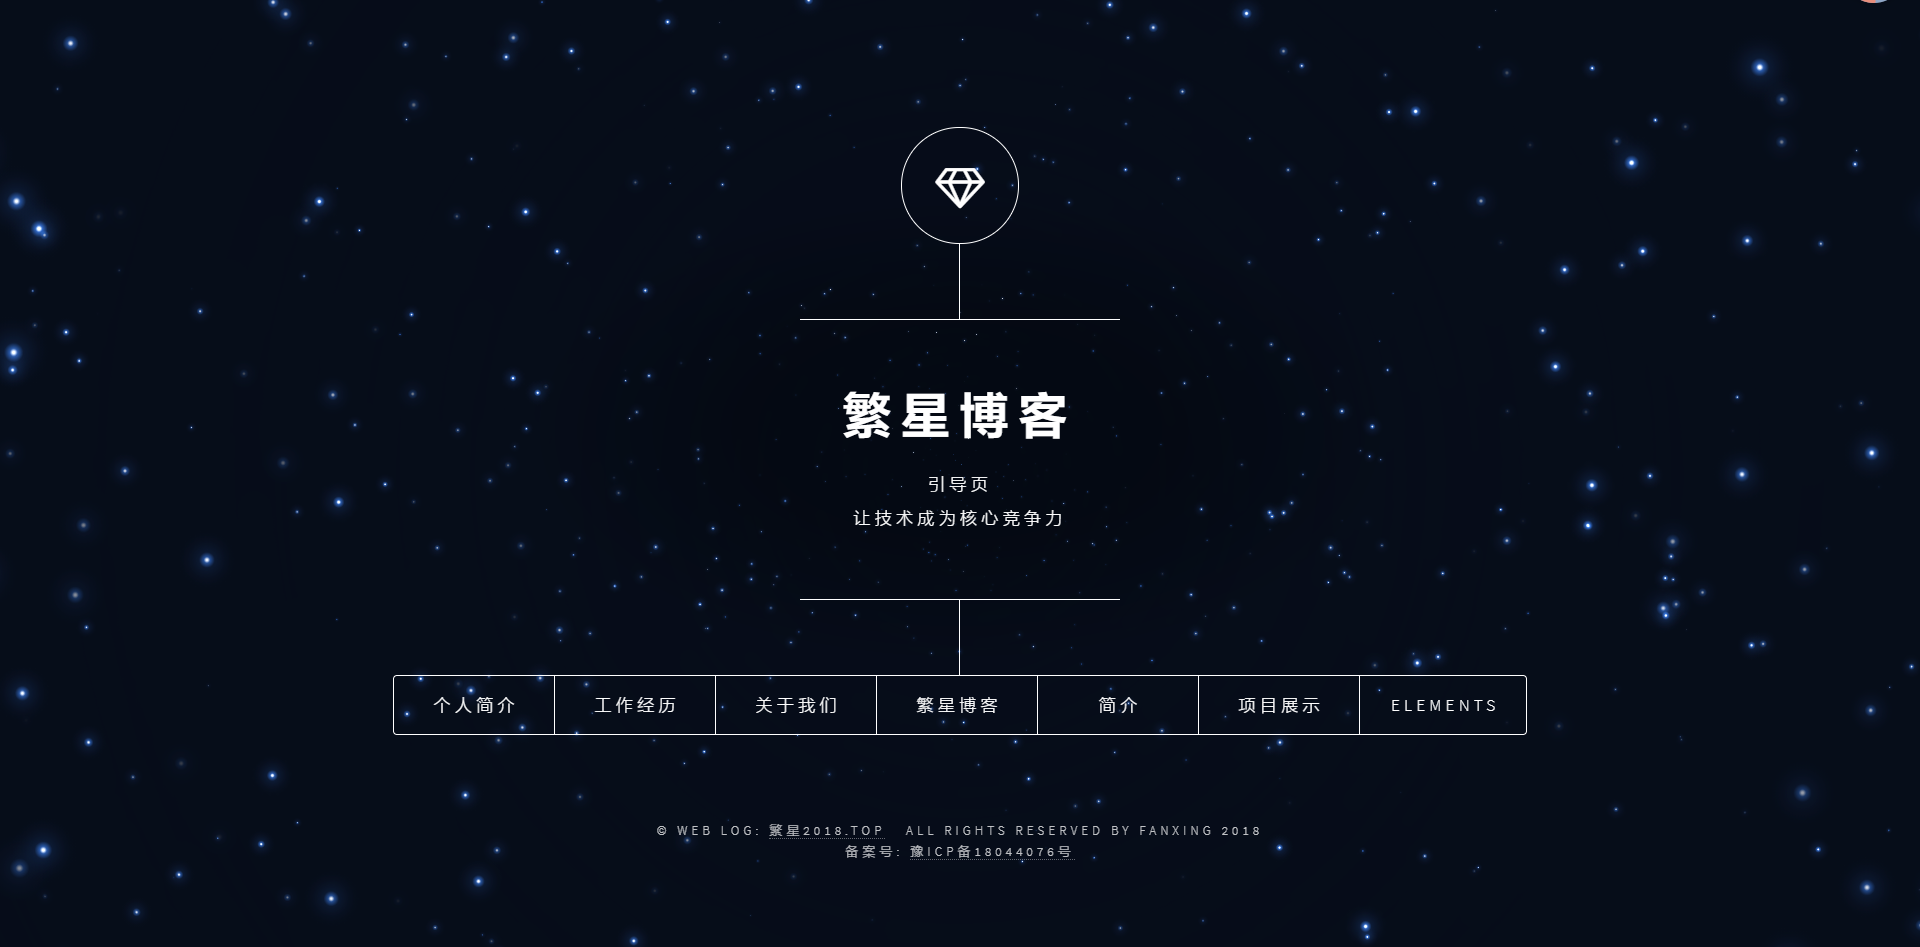 繁星博客
引导页
让技术成为核心竞争力
个人简介 工作经历 关于我们 繁星博客 简介 项目展示 ELEMENTS
© WEB LOG: 繁星2018.TOP ALL RIGHTS RESERVED BY FANXING 2018
备案号: 豫ICP备18044076号